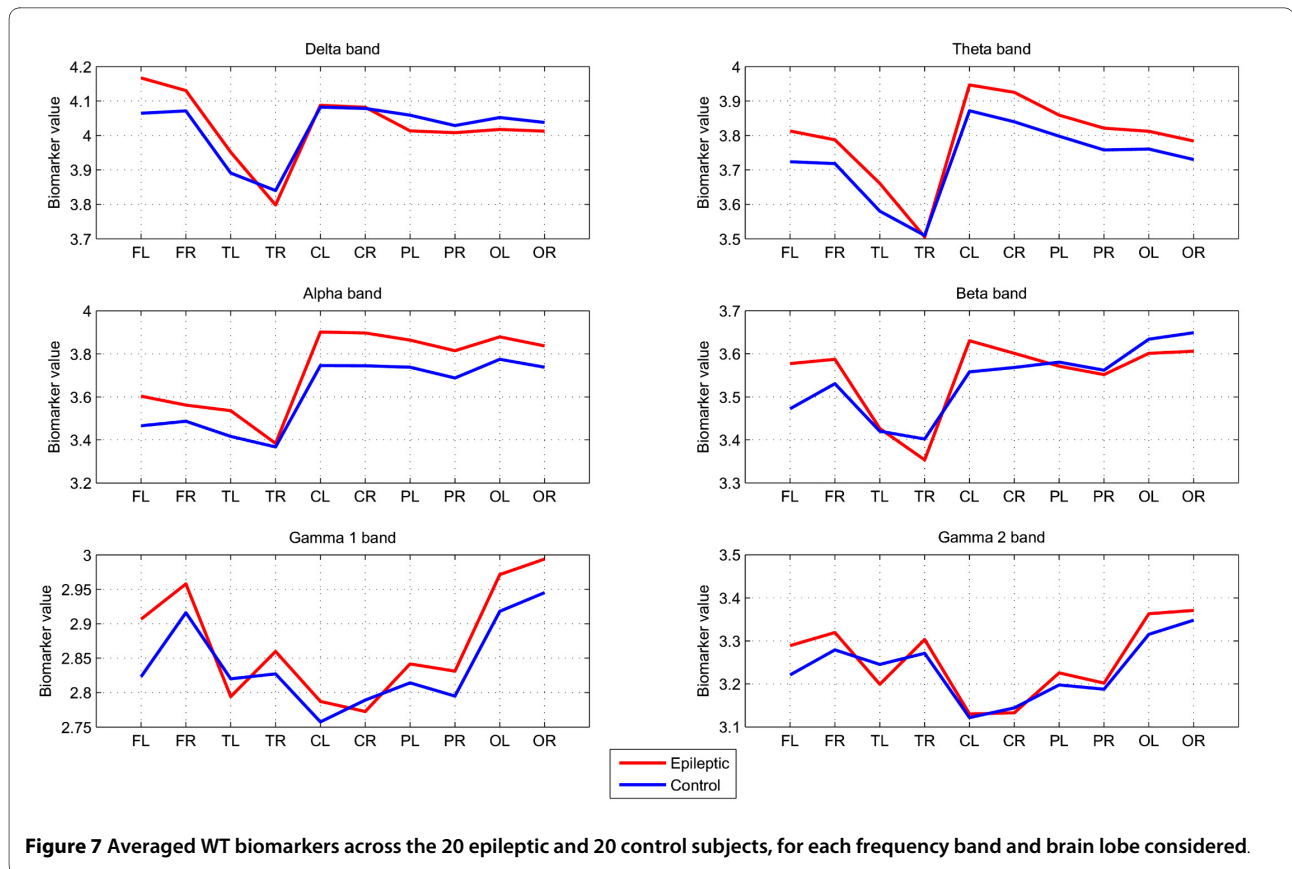 Delta band
Biomarker value
4.2
4.1
4
3.9
3.8
3.7
FL FR TL TR CL CR PL PR OL OR
Theta band
Biomarker value
4
3.9
3.8
3.7
3.6
3.5
FL FR TL TR CL CR PL PR OL OR
Alpha band
Biomarker value
4
3.8
3.6
3.4
3.2
FL FR TL TR CL CR PL PR OL OR
Beta band
Biomarker value
3.7
3.6
3.5
3.4
3.3
FL FR TL TR CL CR PL PR OL OR
Gamma 1 band
Biomarker value
3
2.95
2.9
2.85
2.8
2.75
FL FR TL TR CL CR PL PR OL OR
Gamma 2 band
Biomarker value
3.5
3.4
3.3
3.2
3.1
FL FR TL TR CL CR PL PR OL OR
Epileptic
Control
Figure 7 Averaged WT biomarkers across the 20 epileptic and 20 control subjects, for each frequency band and brain lobe considered.